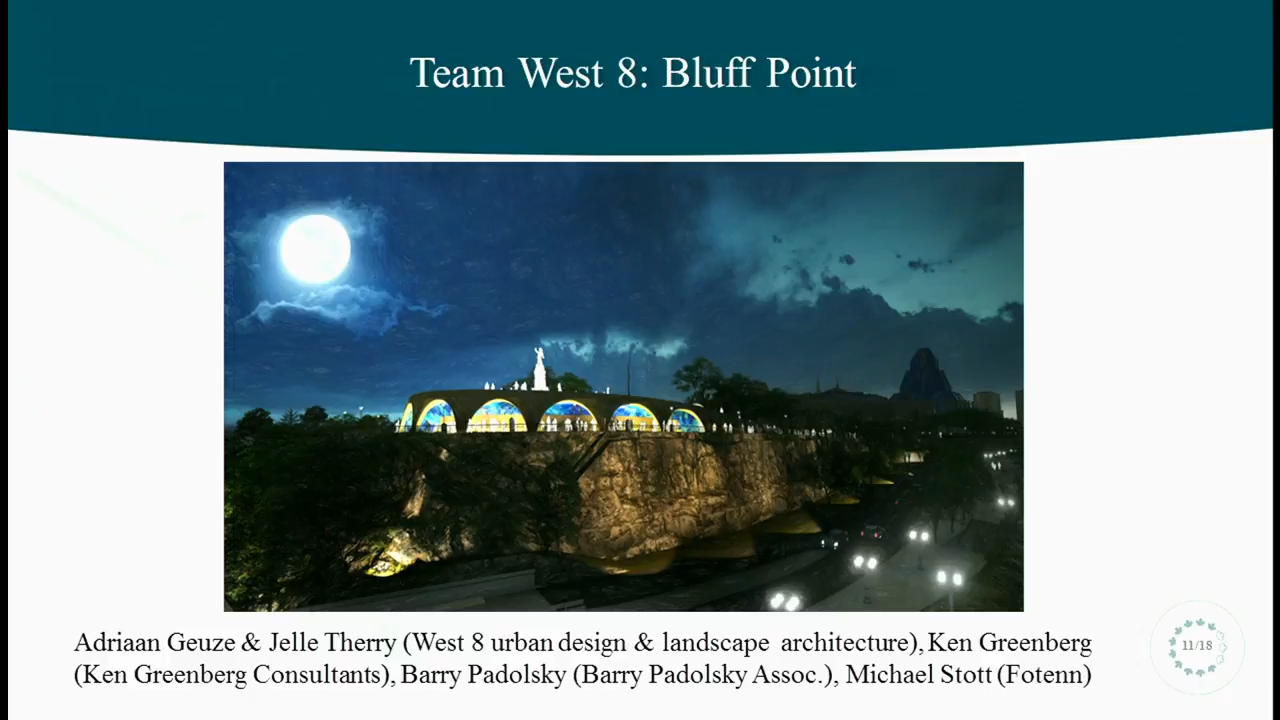 Team West 8: Bluff Point
Adriaan Geuze & Jelle Therry (West 8 urban design & landscape architecture), Ken Greenberg
(Ken Greenberg Consultants), Barry Padolsky (Barry Padolsky Assoc.), Michael Stott (Fotenn)
11/18